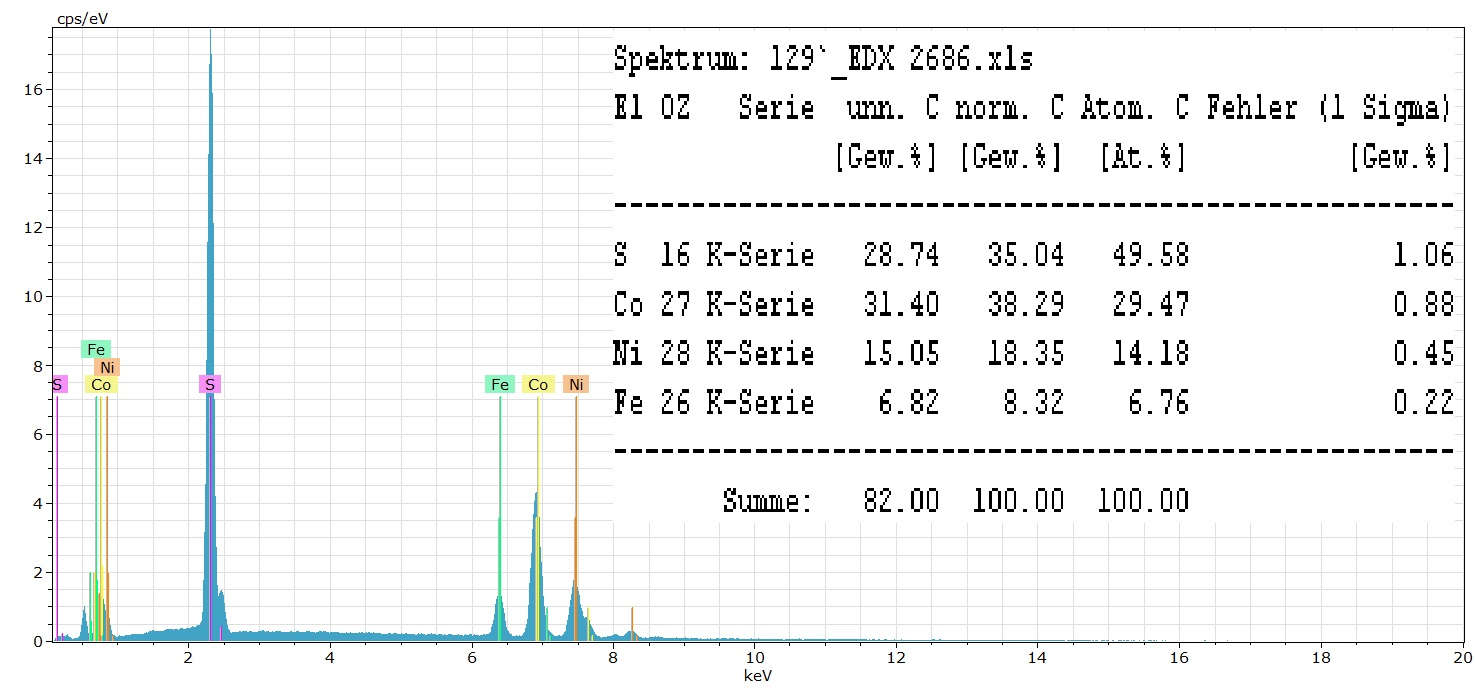 cps/eV
Spektrum: 129`_EDX 2686.xls
El OZ Serie unn. C norm. C Atom. C Fehler (1 Sigma)
[Gew.%] [Gew.%] [At.%] [Gew.%]
S 16 K-Serie 28.74 35.04 49.58 1.06
Co 27 K-Serie 31.40 38.29 29.47 0.88
Ni 28 K-Serie 15.05 18.35 14.18 0.45
Fe 26 K-Serie 6.82 8.32 6.76 0.22
Summe: 82.00 100.00 100.00
16
14
12
10
8
6
4
2
0
Fe
Ni
S Co S Fe Co Ni
2 4 6 8 10 12 14 16 18 20
keV